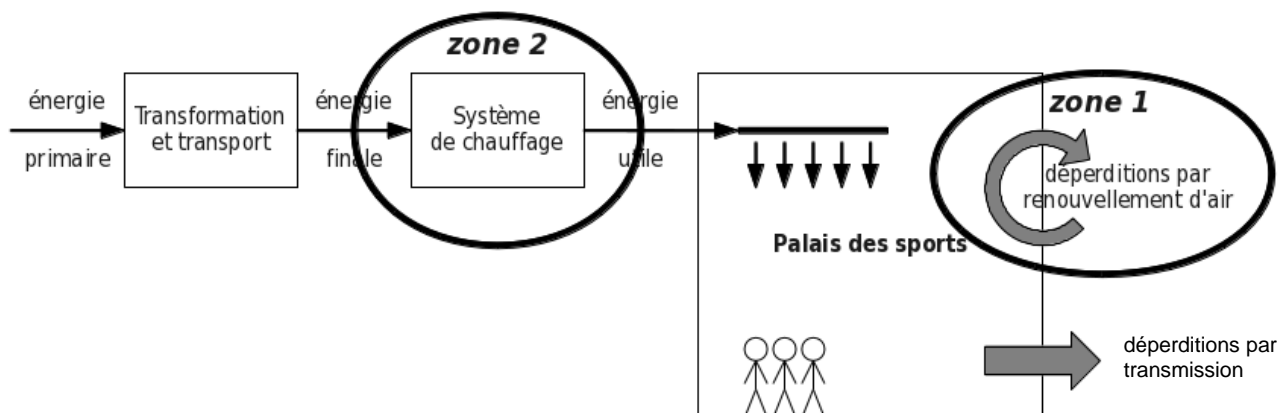 zone 2
zone 1
énergie
primaire
Transformation
et transport
énergie
finale
Système
de chauffage
énergie
utile
déperditions par
renouvellement d'air
Palais des sports
déperditions par
transmission